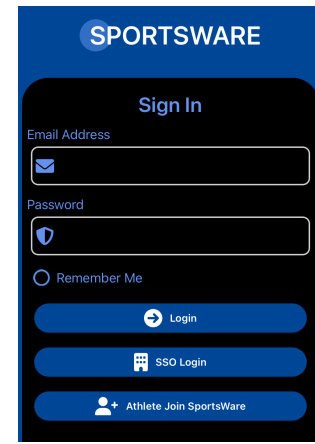 SPORTSWARE
Sign In
Email Address
Password
Remember Me
Login
SSO Login
Athlete Join SportsWare